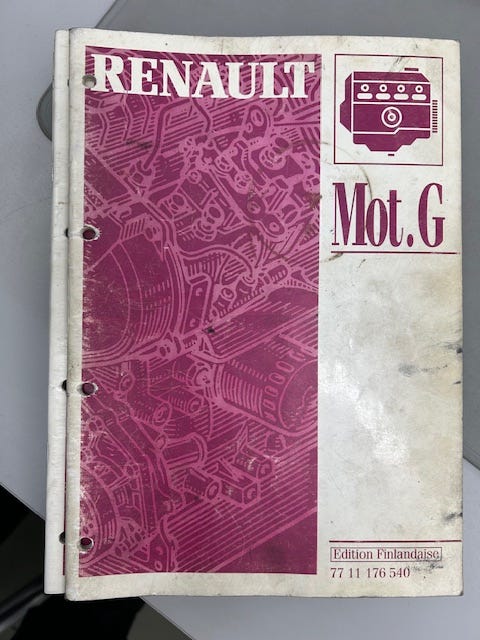 RENAULT
Mot.G
Edition Finlandaise
77 11 176 540